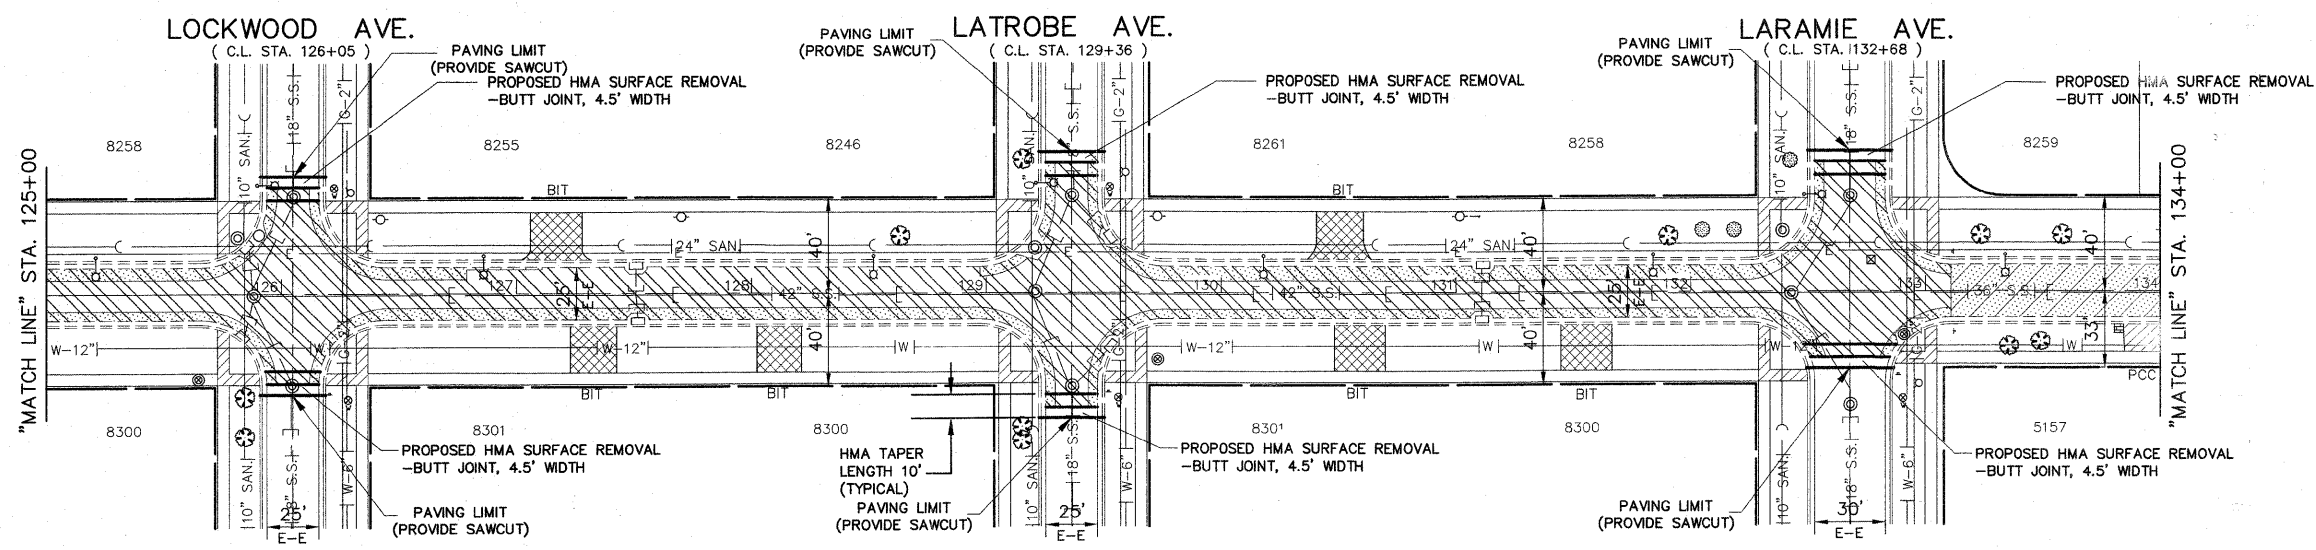 LOCKWOOD AVE.
( C.L. STA. 126+05 )
PAVING LIMIT
(PROVIDE SAWCUT)
PROPOSED HMA SURFACE REMOVAL
-BUTT JOINT, 4.5' WIDTH
PAVING LIMIT
(PROVIDE SAWCUT)
LATROBE AVE.
( C.L. STA. 129+36 )
PROPOSED HMA SURFACE REMOVAL
-BUTT JOINT, 4.5' WIDTH
PAVING LIMIT
(PROVIDE SAWCUT)
LARAMIE AVE.
( C.L. STA. 132+68 )
PROPOSED HMA SURFACE REMOVAL
-BUTT JOINT, 4.5' WIDTH
10" SAN.
18" S.S.
G-2"
10" SAN.
S.S.
G-2"
10" SAN.
18" S.S.
G-2"
8258
8255
8246
8261
8258
8259
"MATCH LINE" STA. 125+00
"MATCH LINE" STA. 134+00
BIT
BIT
24" SAN.
24" SAN.
40'
40'
40'
E
E
E
126
127
128
129
130
131
132
133
134
25'
E-E
42" S.S.
42" S.S.
25'
E-E
36" S.S.
40'
40'
33'
W-12"
W
G-2"
W-12"
W
G-12"
W-12"
W
W
BIT
BIT
BIT
BIT
PCC
8300
8301
8300
8301
8300
5157
PROPOSED HMA SURFACE REMOVAL
-BUTT JOINT, 4.5' WIDTH
HMA TAPER
LENGTH 10'
(TYPICAL)
PROPOSED HMA SURFACE REMOVAL
-BUTT JOINT, 4.5' WIDTH
PROPOSED HMA SURFACE REMOVAL
-BUTT JOINT, 4.5' WIDTH
10" SAN.
18" S.S.
W-6"
10" SAN.
18" S.S.
W-6"
10" SAN.
18" S.S.
W-6"
PAVING LIMIT
(PROVIDE SAWCUT)
PAVING LIMIT
(PROVIDE SAWCUT)
PAVING LIMIT
(PROVIDE SAWCUT)
25'
E-E
25'
E-E
30'
E-E